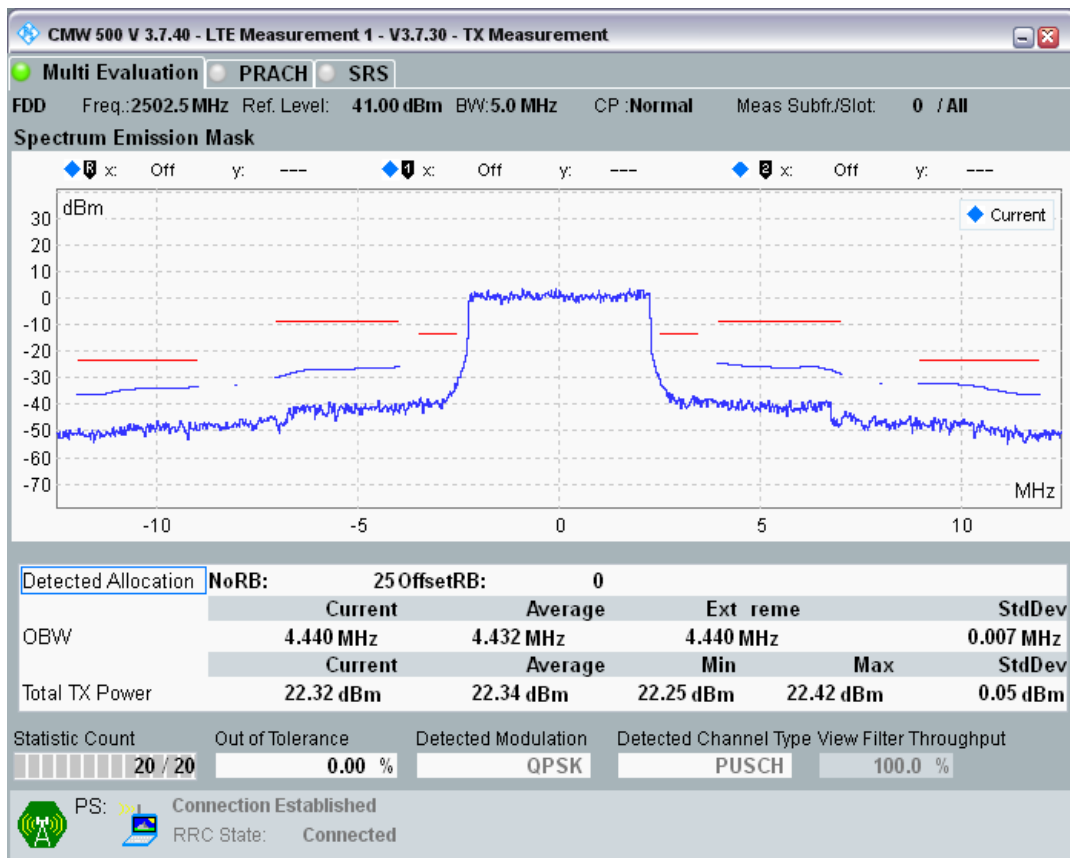 CMW 500 V 3.7.40 - LTE Measurement 1 - V3.7.30 - TX Measurement
Multi Evaluation PRACH SRS
FDD Freq.:2502.5 MHz Ref. Level: 41.00 dBm BW:5.0 MHz CP :Normal Meas Subfr./Slot: 0 / All
Spectrum Emission Mask
R x: Off y: --- 1 x: Off y: --- 2 x: Off y: ---
dBm
Current
30
20
10
0
-10
-20
-30
-40
-50
-60
-70
MHz
-10 -5 0 5 10
Detected Allocation NoRB: 25 OffsetRB: 0
Current Average Ext reme StdDev
OBW 4.440 MHz 4.432 MHz 4.440 MHz 0.007 MHz
Current Average Min Max StdDev
Total TX Power 22.32 dBm 22.34 dBm 22.25 dBm 22.42 dBm 0.05 dBm
Statistic Count Out of Tolerance Detected Modulation Detected Channel Type View Filter Throughput
20 / 20 0.00 % QPSK PUSCH 100.0 %
PS: Connection Established
RRC State: Connected